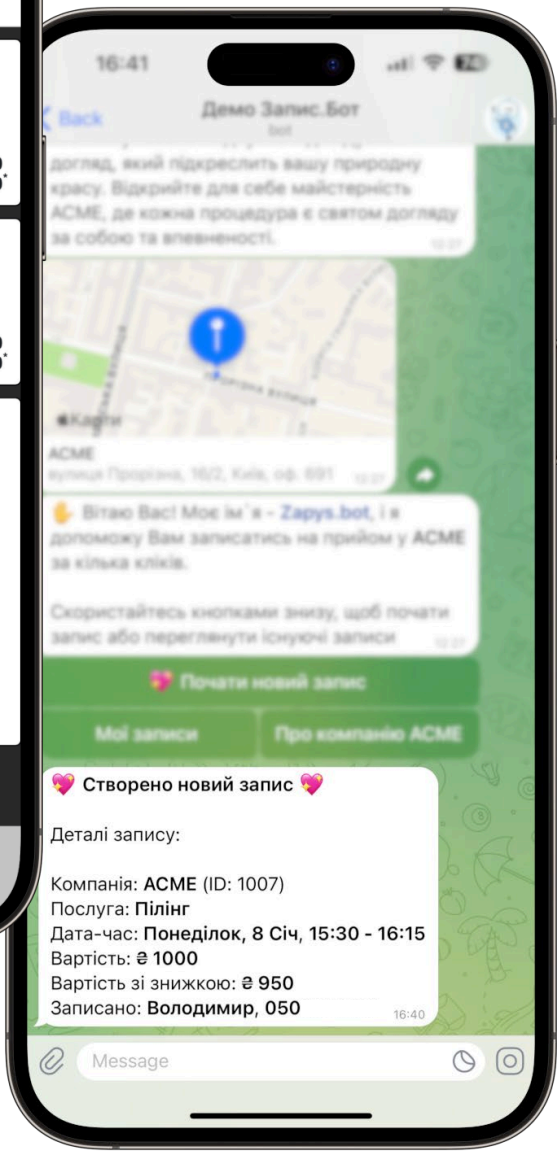 16:41
Back
Демо Запис.Бот
bot
догляд, який підкреслить вашу природну
красу. Відкрийте для себе майстерність
ACME, де кожна процедура є святом догляду
за собою та впевненості.
Карти
ACME
вулиця Прорізна, 16/2, Київ, оф. 691
Вітаю Вас! Моє ім`я - Zapys.bot, і я
допоможу Вам записатись на прийом у ACME
за кілька кліків.
Скористайтесь кнопками знизу, щоб почати
запис або переглянути існуючі записи
💖 Почати новий запис
Мої записи
Про компанію ACME
💖 Створено новий запис 💖
Деталі запису:
Компанія: ACME (ID: 1007)
Послуга: Пілінг
Дата-час: Понеділок, 8 Січ, 15:30 - 16:15
Вартість: ₴ 1000
Вартість зі знижкою: ₴ 950
Записано: Володимир, 050
16:40
Message